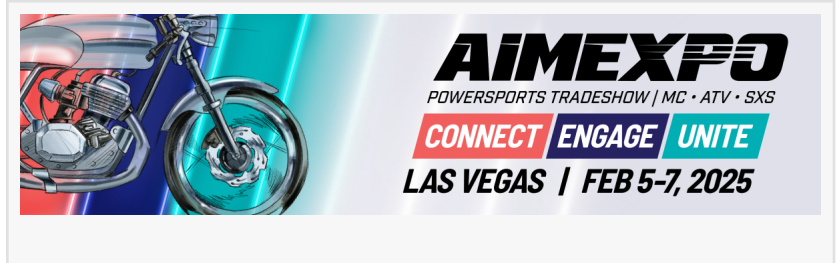 AIMEXPO
POWERSPORTS TRADESHOW | MC • ATV • SXS
CONNECT ENGAGE UNITE
LAS VEGAS | FEB 5-7, 2025